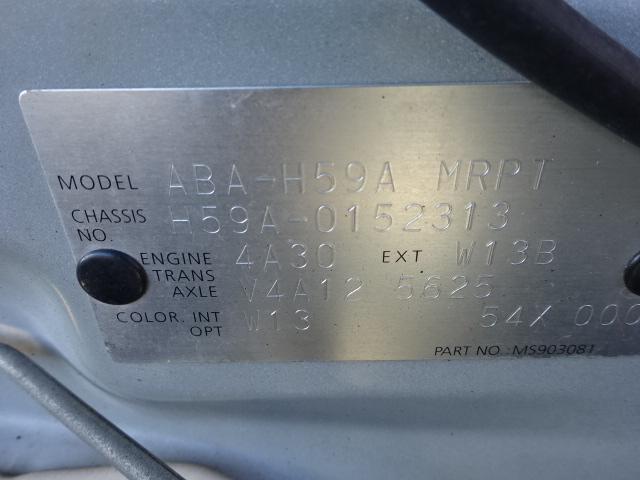 MODEL ABA-H59A MRPT
CHASSIS NO. H59A-0152313
ENGINE 4A30 EXT W13B
TRANS AXLE V4A12 5625
COLOR. INT OPT W13 54X 000
PART NO MS903081